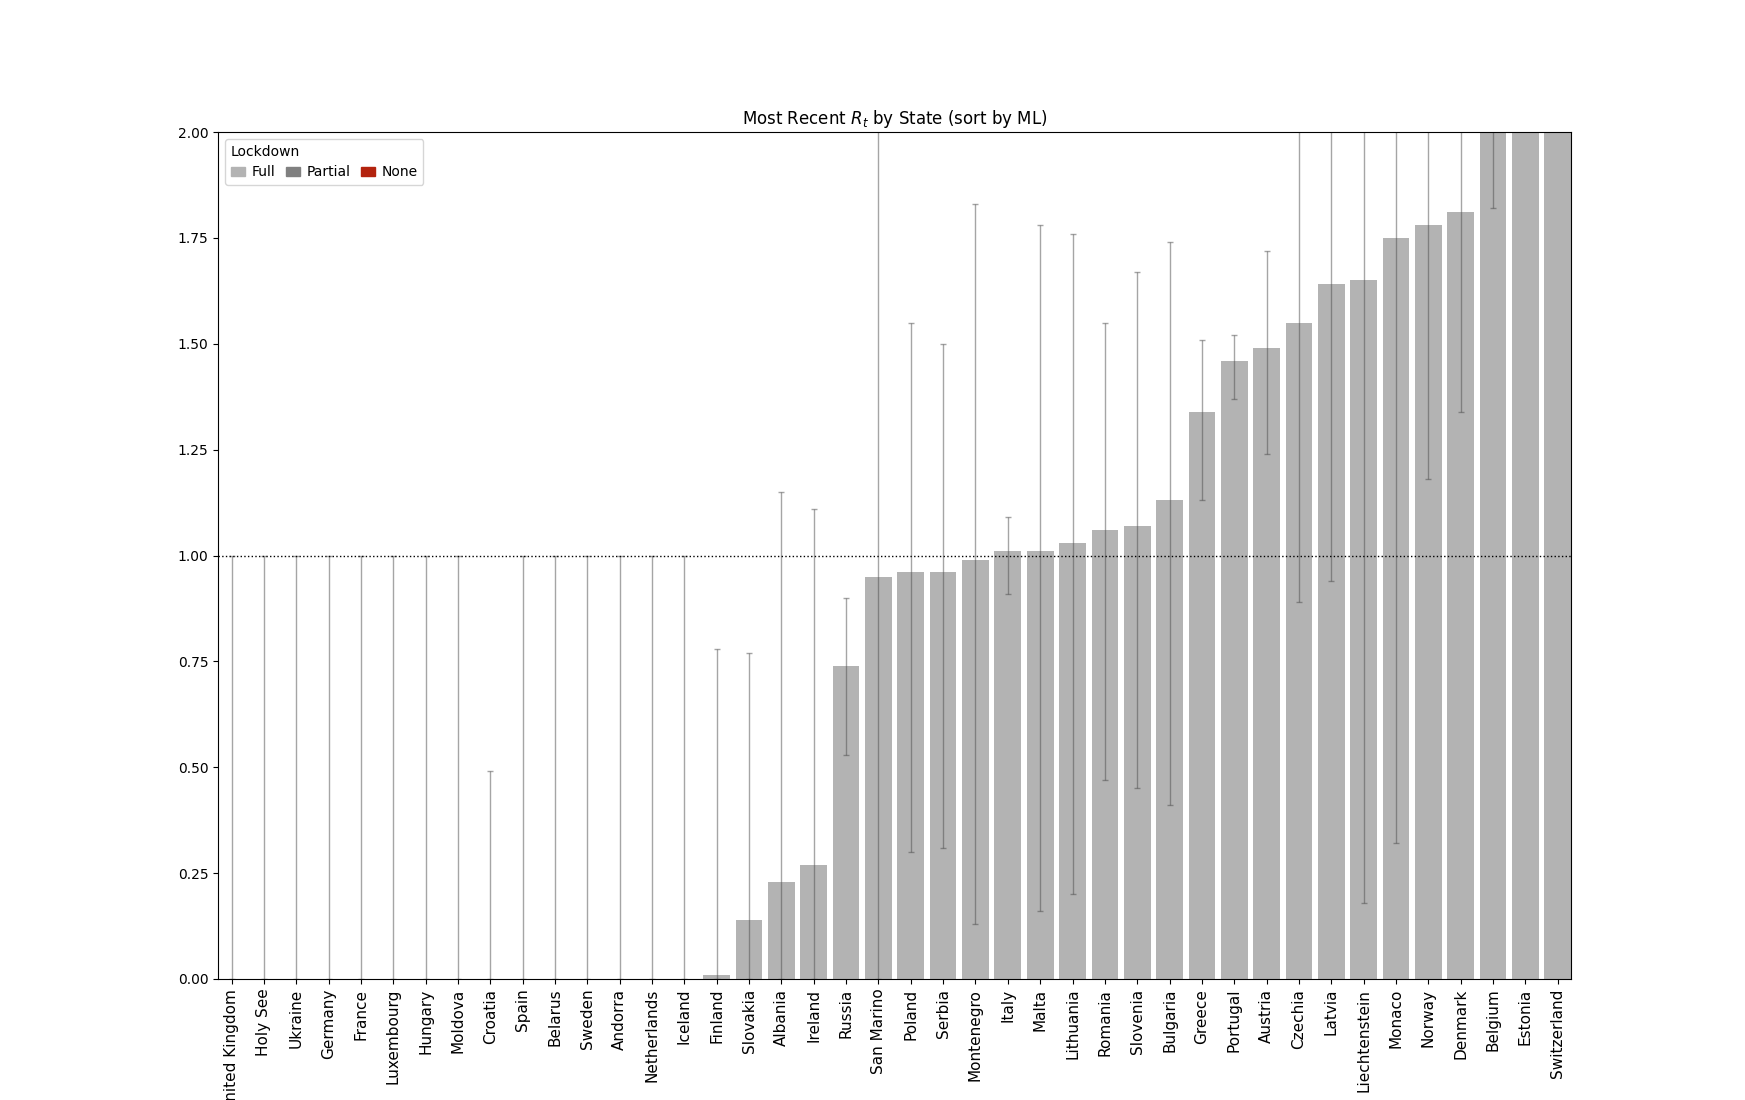 Most Recent R_t by State (sort by ML)
2.00
Lockdown
Full Partial None
1.75
1.50
1.25
1.00
0.75
0.50
0.25
0.00
nited Kingdom
Holy See
Ukraine
Germany
France
Luxembourg
Hungary
Moldova
Croatia
Spain
Belarus
Sweden
Andorra
Netherlands
Iceland
Finland
Slovakia
Albania
Ireland
Russia
San Marino
Poland
Serbia
Montenegro
Italy
Malta
Lithuania
Romania
Slovenia
Bulgaria
Greece
Portugal
Austria
Czechia
Latvia
Liechtenstein
Monaco
Norway
Denmark
Belgium
Estonia
Switzerland